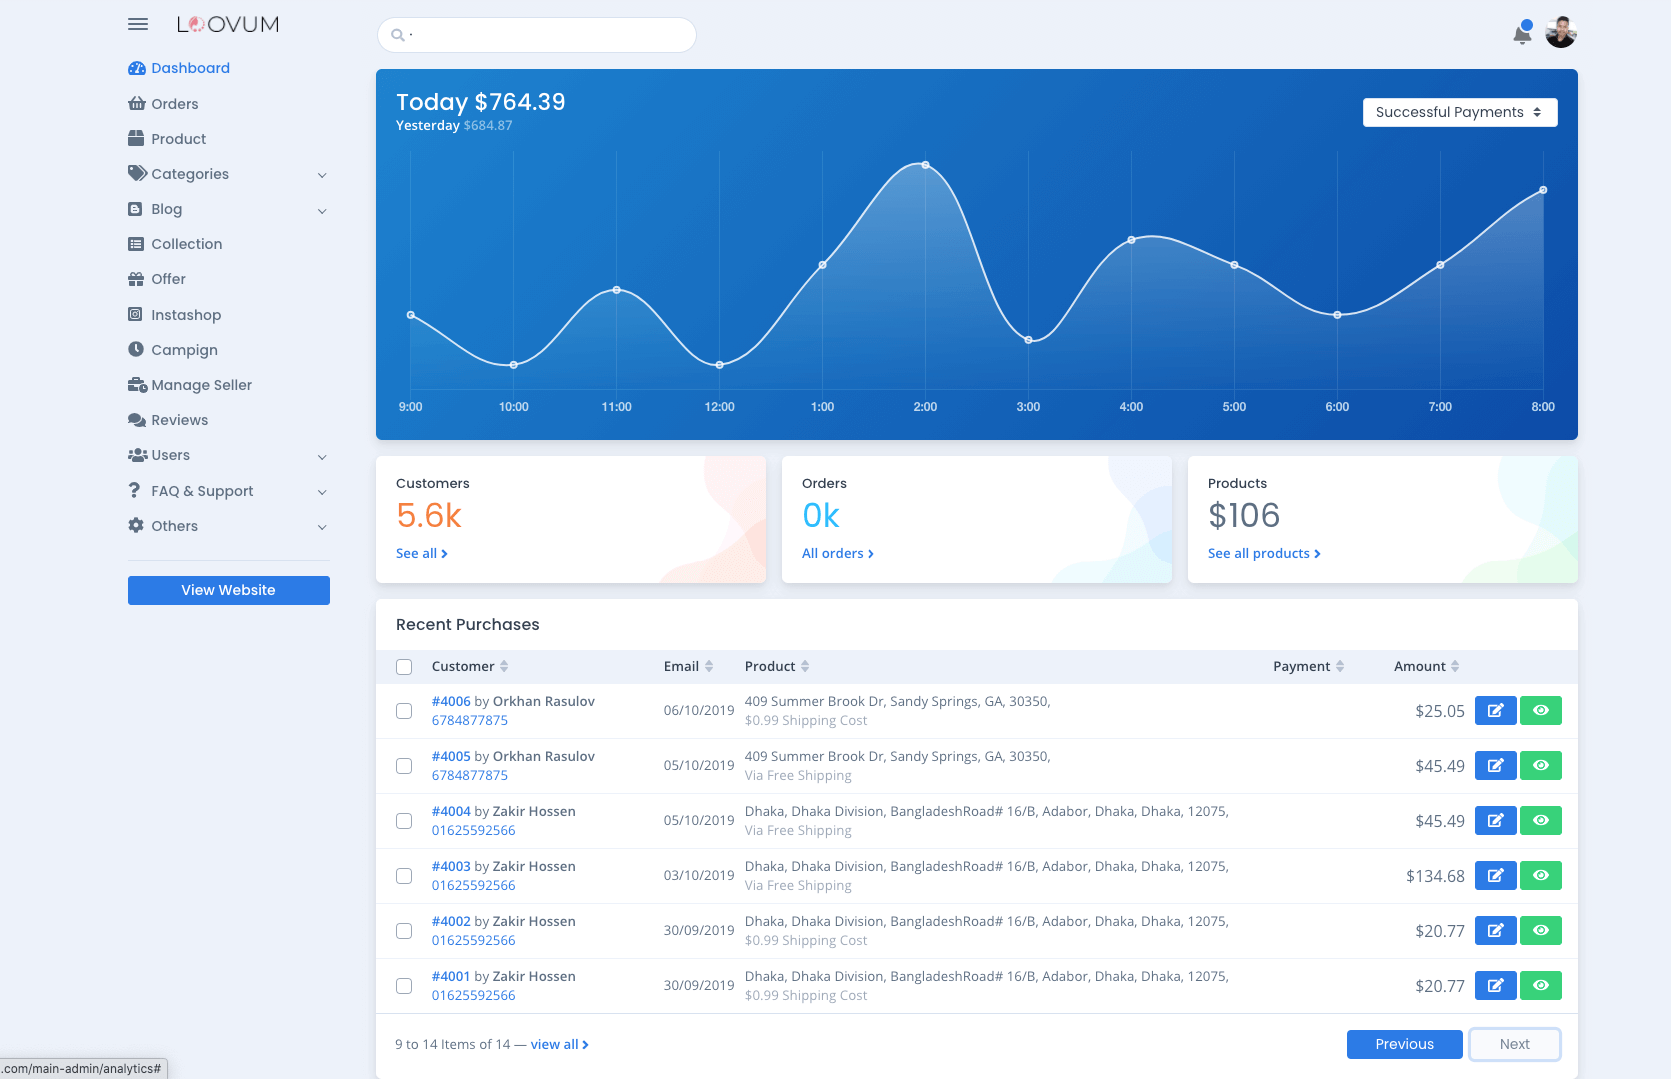 LOOVUM
Dashboard
Orders
Product
Categories
Blog
Collection
Offer
Instashop
Campign
Manage Seller
Reviews
Users
FAQ & Support
Others
View Website
Today $764.39
Yesterday $684.87
Successful Payments
9:00 10:00 11:00 12:00 1:00 2:00 3:00 4:00 5:00 6:00 7:00 8:00
Customers
5.6k
See all
Orders
0k
All orders
Products
$106
See all products
Recent Purchases
Customer Email Product Payment Amount
#4006 by Orkhan Rasulov
6784877875
06/10/2019
409 Summer Brook Dr, Sandy Springs, GA, 30350,
$0.99 Shipping Cost
$25.05
#4005 by Orkhan Rasulov
6784877875
05/10/2019
409 Summer Brook Dr, Sandy Springs, GA, 30350,
Via Free Shipping
$45.49
#4004 by Zakir Hossen
01625592566
05/10/2019
Dhaka, Dhaka Division, BangladeshRoad# 16/B, Adabor, Dhaka, Dhaka, 12075,
Via Free Shipping
$45.49
#4003 by Zakir Hossen
01625592566
03/10/2019
Dhaka, Dhaka Division, BangladeshRoad# 16/B, Adabor, Dhaka, Dhaka, 12075,
Via Free Shipping
$134.68
#4002 by Zakir Hossen
01625592566
30/09/2019
Dhaka, Dhaka Division, BangladeshRoad# 16/B, Adabor, Dhaka, Dhaka, 12075,
$0.99 Shipping Cost
$20.77
#4001 by Zakir Hossen
01625592566
30/09/2019
Dhaka, Dhaka Division, BangladeshRoad# 16/B, Adabor, Dhaka, Dhaka, 12075,
$0.99 Shipping Cost
$20.77
9 to 14 Items of 14 — view all
Previous
Next
.com/main-admin/analytics#